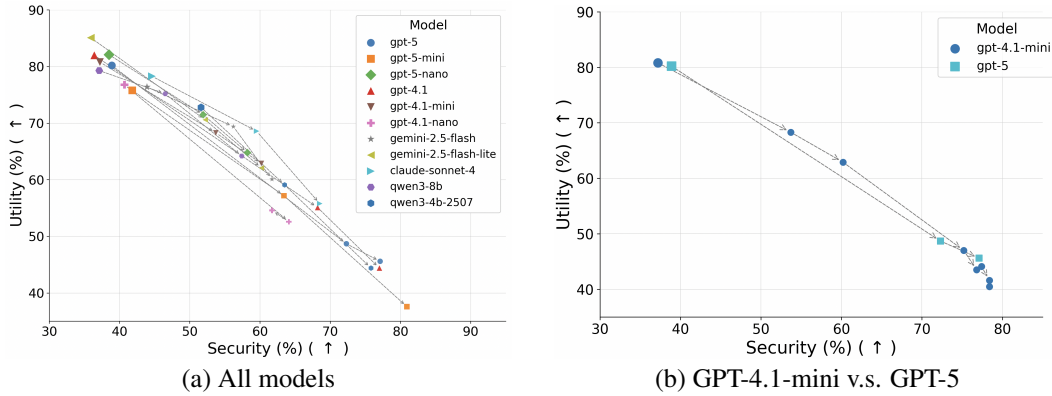 90
80
70
60
50
40
30
40
50
60
70
80
90
Utility (%) ( ↑ )
Security (%) ( ↑ )
Model
gpt-5
gpt-5-mini
gpt-5-nano
gpt-4.1
gpt-4.1-mini
gpt-4.1-nano
gemini-2.5-flash
gemini-2.5-flash-lite
claude-sonnet-4
qwen3-8b
qwen3-4b-2507
(a) All models
90
80
70
60
50
40
30
40
50
60
70
80
Utility (%) ( ↑ )
Security (%) ( ↑ )
Model
gpt-4.1-mini
gpt-5
(b) GPT-4.1-mini v.s. GPT-5